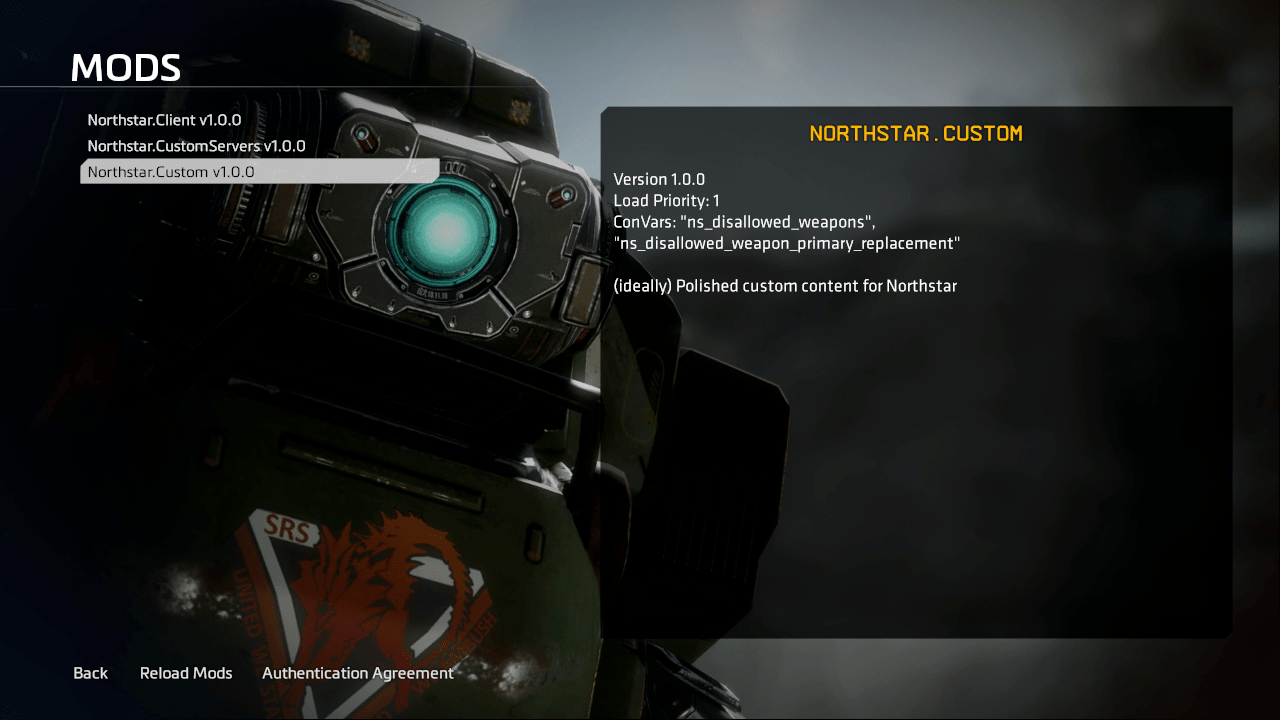 MODS
Northstar.Client v1.0.0
Northstar.CustomServers v1.0.0
Northstar.Custom v1.0.0
NORTHSTAR.CUSTOM
Version 1.0.0
Load Priority: 1
ConVars: "ns_disallowed_weapons",
"ns_disallowed_weapon_primary_replacement"
(ideally) Polished custom content for Northstar
SRS
UNITED
Back
Reload Mods
Authentication Agreement